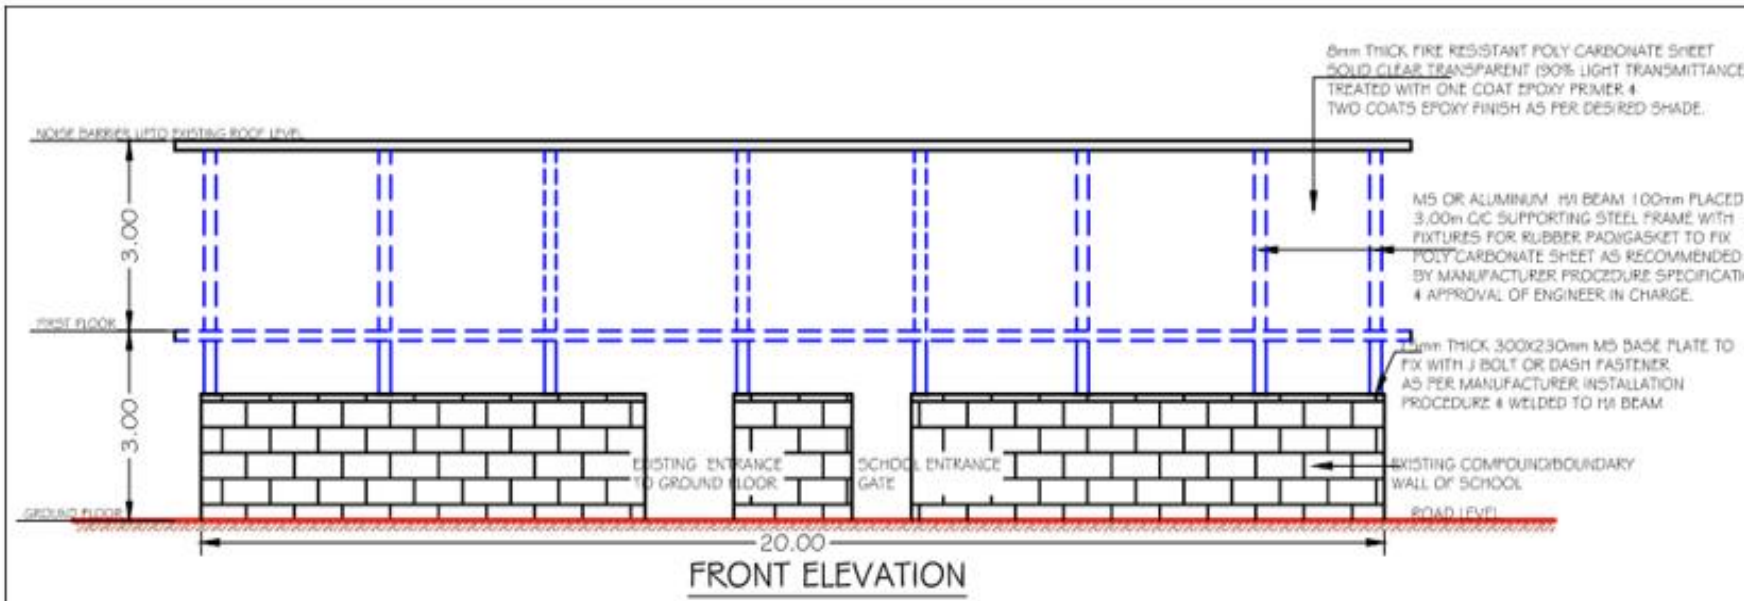 8mm THICK FIRE RESISTANT POLY CARBONATE SHEET
SOLID CLEAR TRANSPARENT (90% LIGHT TRANSMITTANCE
TREATED WITH ONE COAT EPOXY PRIMER &
TWO COATS EPOXY FINISH AS PER DESIRED SHADE.
NOISE BARRIER UPTO EXISTING ROOF LEVEL
MS OR ALUMINUM H/I BEAM 100mm PLACED
3.00m C/C SUPPORTING STEEL FRAME WITH
FIXTURES FOR RUBBER PAD/GASKET TO FIX
POLY CARBONATE SHEET AS RECOMMENDED
BY MANUFACTURER PROCEDURE SPECIFICATI
& APPROVAL OF ENGINEER IN CHARGE.
3.00
FIRST FLOOR
THICK 300X230mm MS BASE PLATE TO
FIX WITH J BOLT OR DASH FASTENER
AS PER MANUFACTURER INSTALLATION
PROCEDURE & WELDED TO H/I BEAM
3.00
EXISTING ENTRANCE
TO GROUND FLOOR
SCHOOL ENTRANCE
GATE
EXISTING COMPOUND/BOUNDARY
WALL OF SCHOOL
GROUND FLOOR
ROAD LEVEL
20.00
FRONT ELEVATION